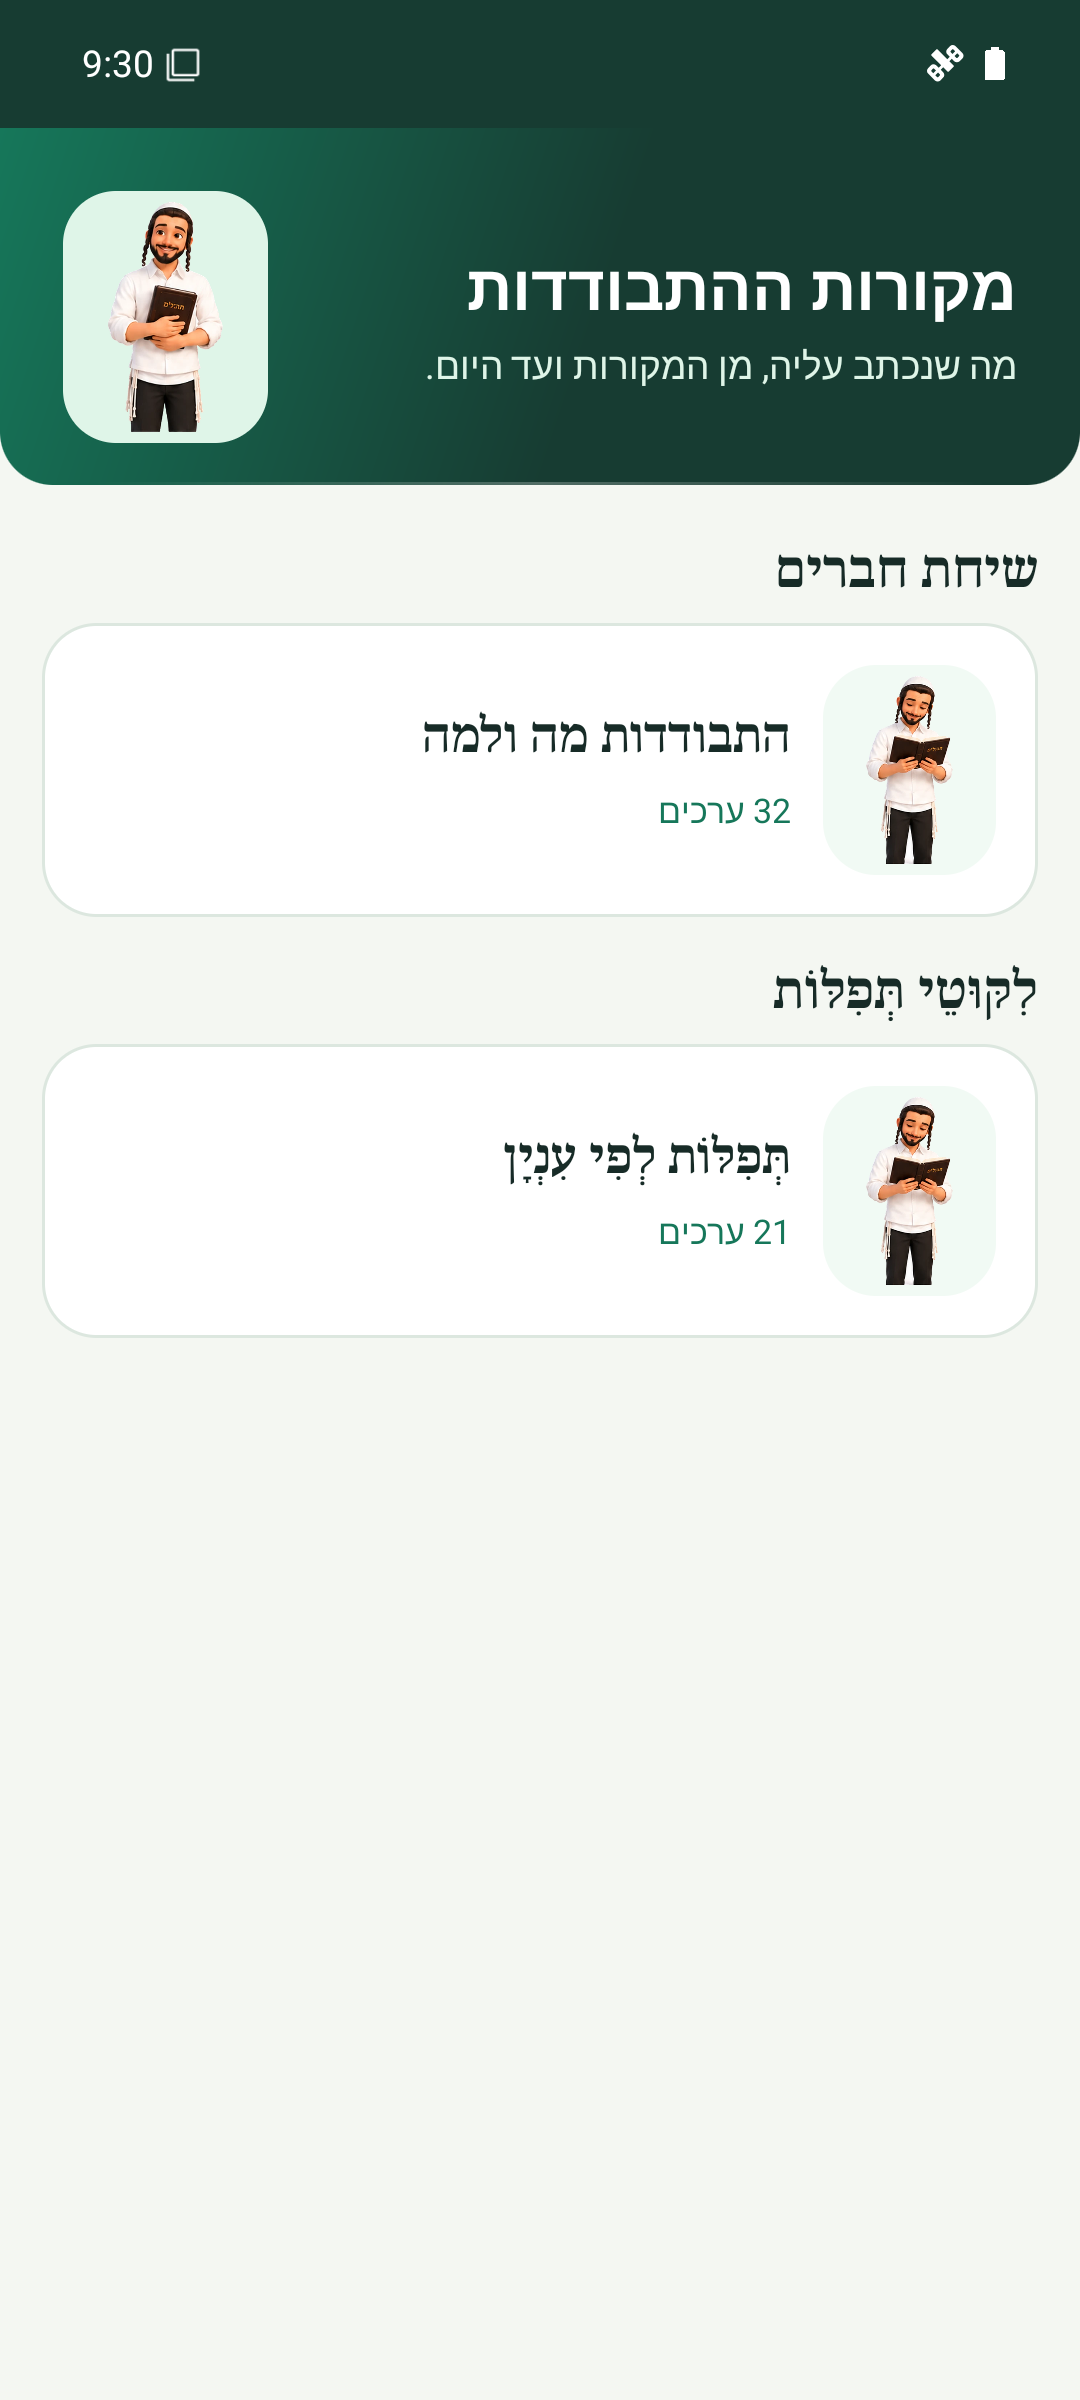 9:30
מקורות ההתבודדות
מה שנכתב עליה, מן המקורות ועד היום.
שיחת חברים
התבודדות מה ולמה
32 ערכים
לִקּוּטֵי תְּפִלּוֹת
תְּפִלּוֹת לְפִי עִנְיָן
21 ערכים